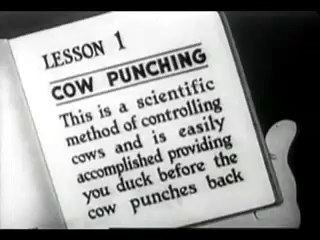 LESSON 1
COW PUNCHING
This is a scientific
method of controlling
cows and is easily
accomplished providing
you duck before the
cow punches back